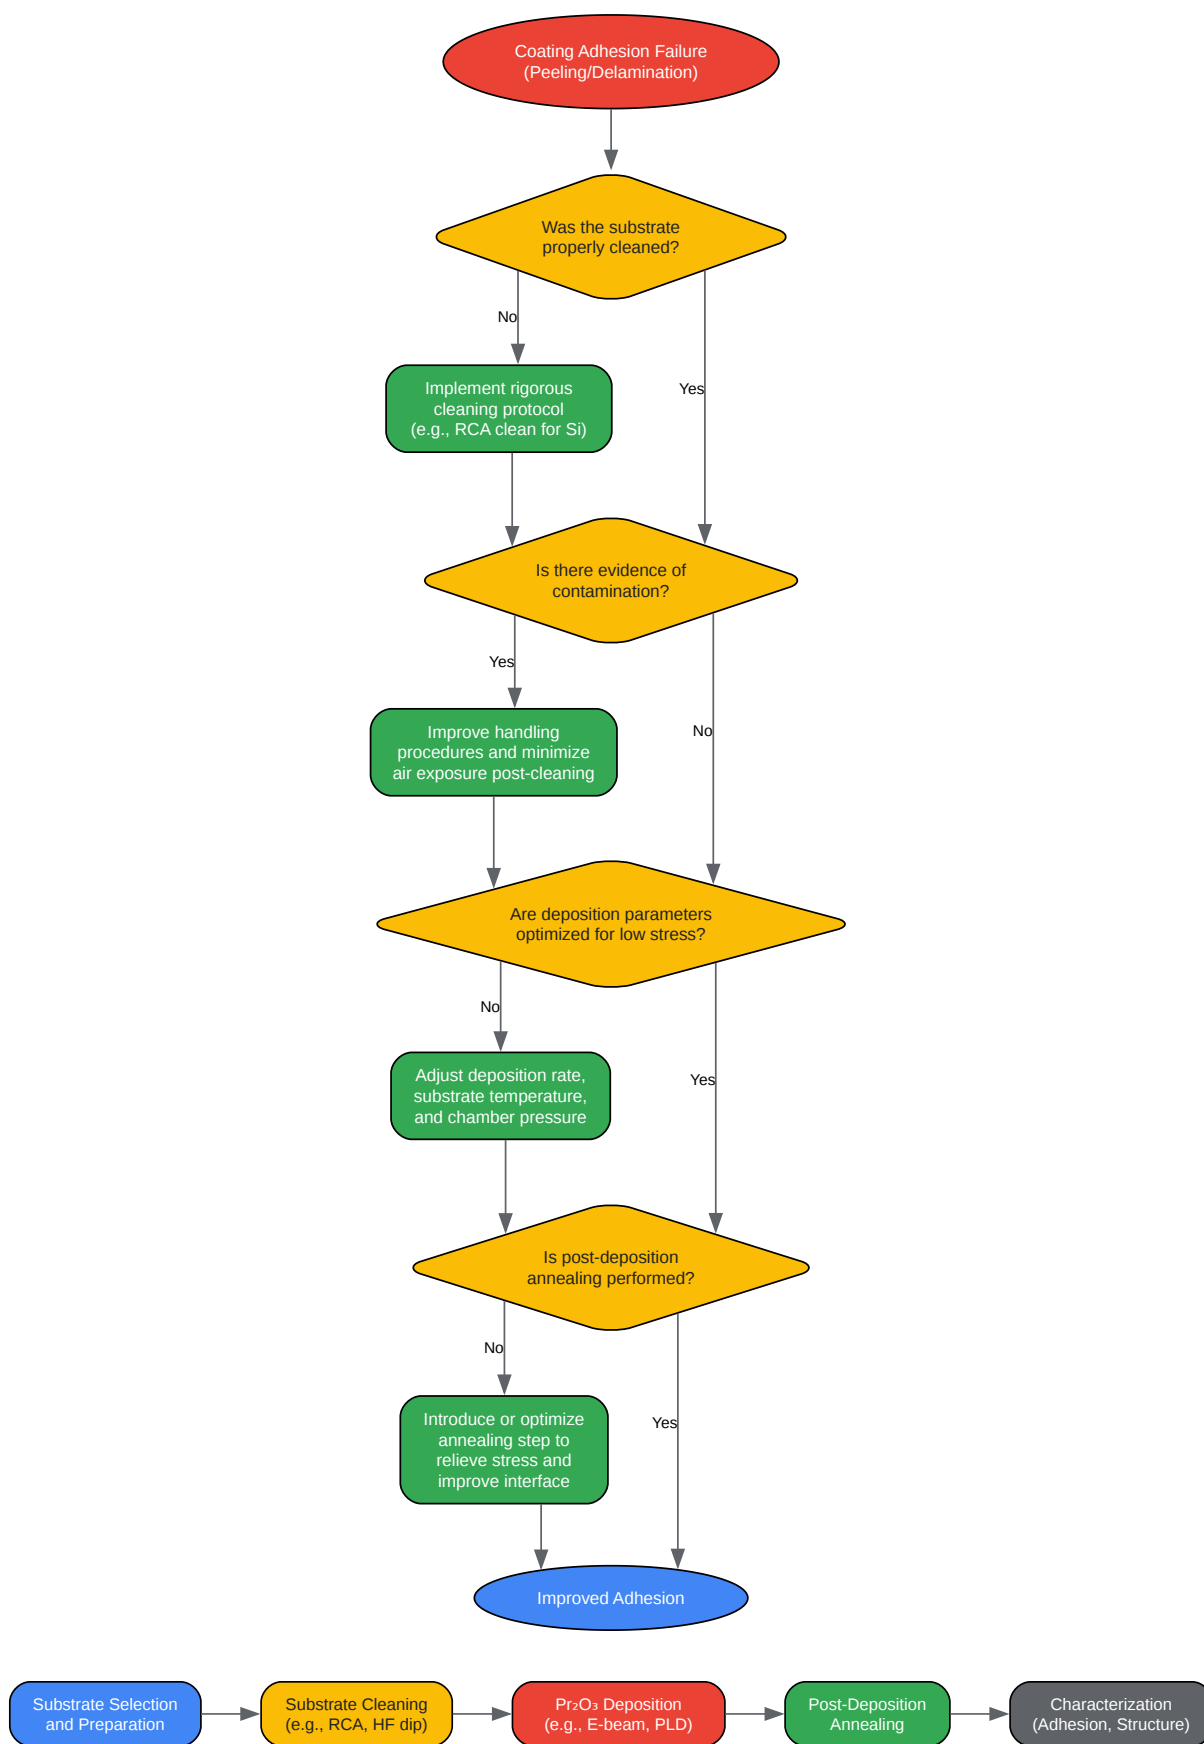 Coating Adhesion Failure
(Peeling/Delamination)
Was the substrate
properly cleaned?
No
Yes
Implement rigorous
cleaning protocol
(e.g., RCA clean for Si)
Is there evidence of
contamination?
Yes
No
Improve handling
procedures and minimize
air exposure post-cleaning
Are deposition parameters
optimized for low stress?
No
Yes
Adjust deposition rate,
substrate temperature,
and chamber pressure
Is post-deposition
annealing performed?
No
Yes
Introduce or optimize
annealing step to
relieve stress and
improve interface
Improved Adhesion
Substrate Selection
and Preparation
Substrate Cleaning
(e.g., RCA, HF dip)
Pr₂O₃ Deposition
(e.g., E-beam, PLD)
Post-Deposition
Annealing
Characterization
(Adhesion, Structure)